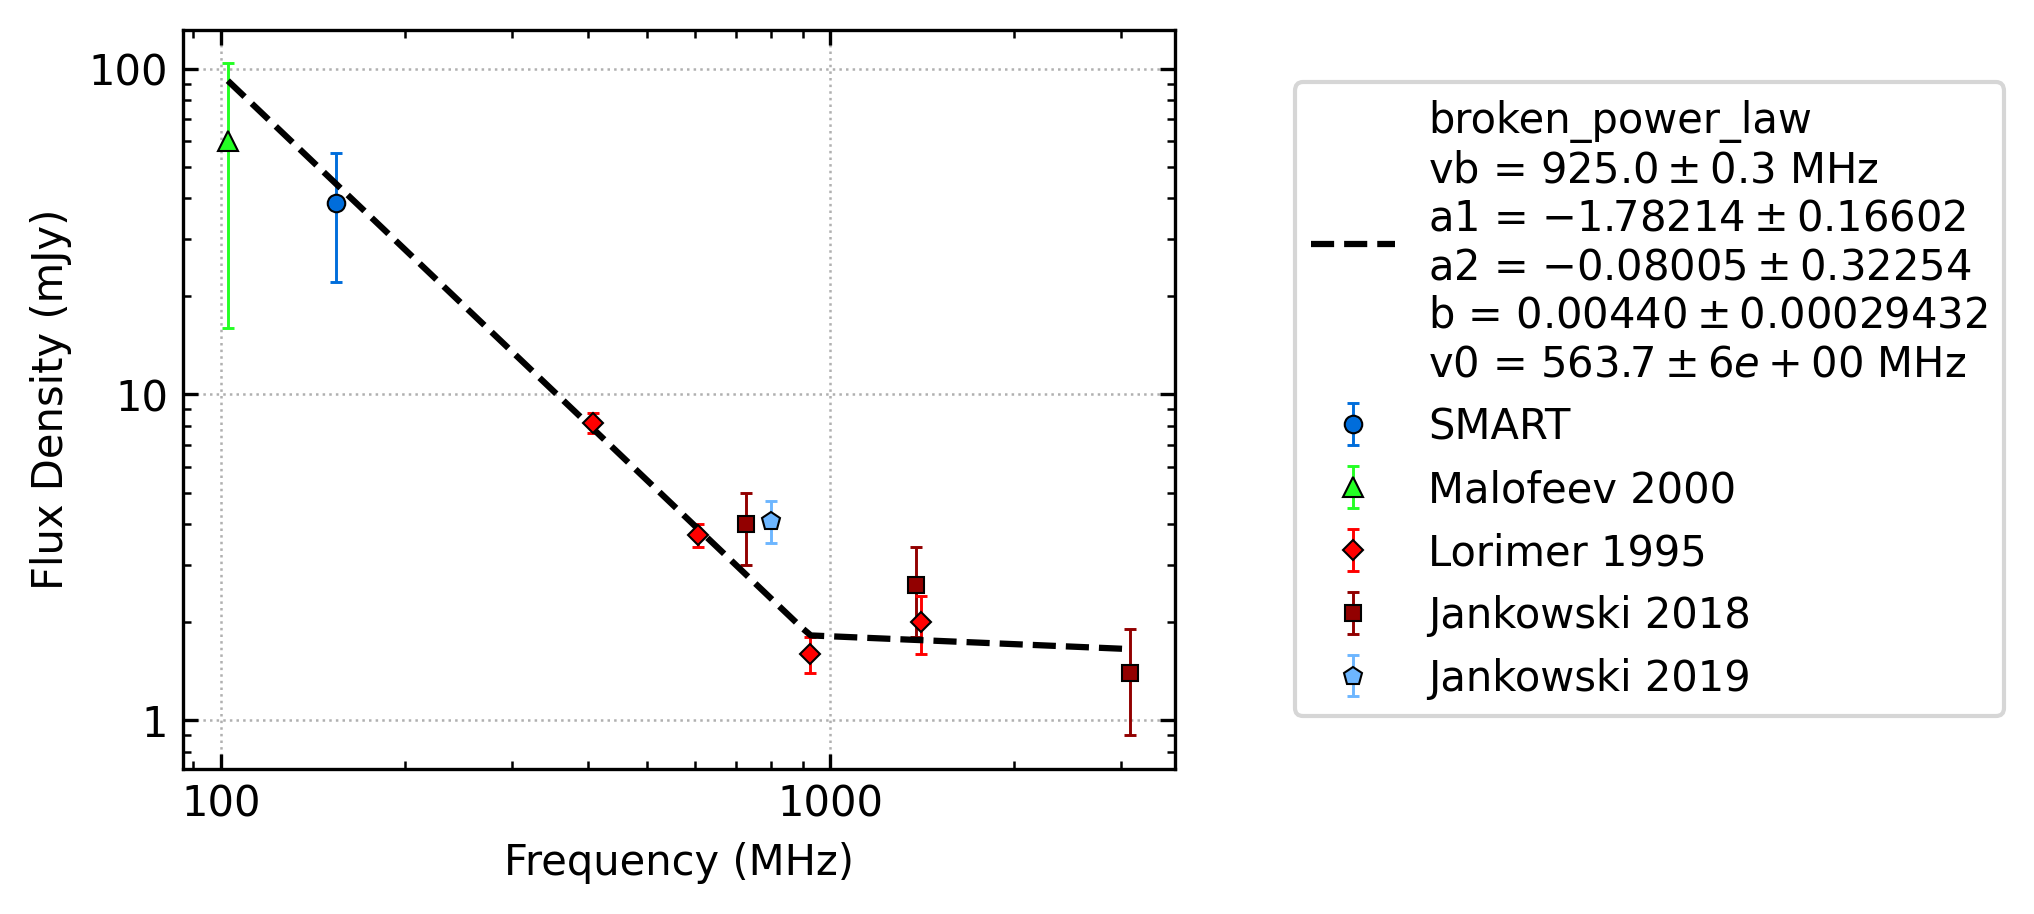 100
10
1
Flux Density (mJy)
100
1000
Frequency (MHz)
broken_power_law
vb = 925.0 ± 0.3 MHz
a1 = −1.78214 ± 0.16602
a2 = −0.08005 ± 0.32254
b = 0.00440 ± 0.00029432
v0 = 563.7 ± 6e + 00 MHz
SMART
Malofeev 2000
Lorimer 1995
Jankowski 2018
Jankowski 2019